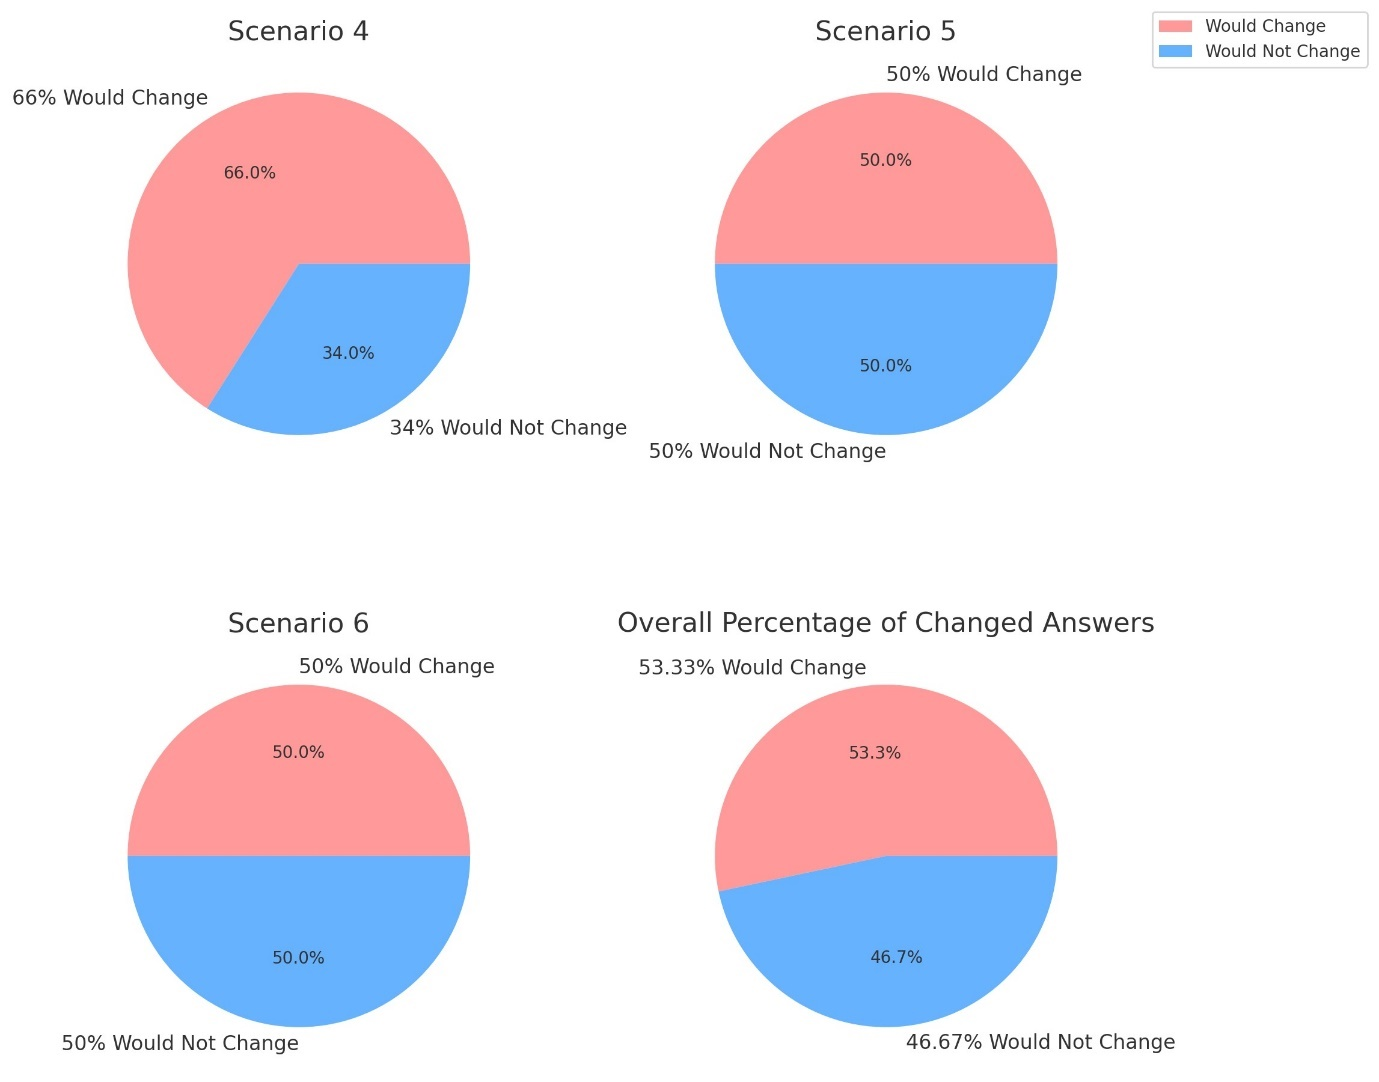 Scenario 4
66% Would Change
66.0%
34.0%
34% Would Not Change
Scenario 5
50% Would Change
50.0%
50.0%
50% Would Not Change
Would Change
Would Not Change
Scenario 6
50% Would Change
50.0%
50.0%
50% Would Not Change
Overall Percentage of Changed Answers
53.33% Would Change
53.3%
46.7%
46.67% Would Not Change